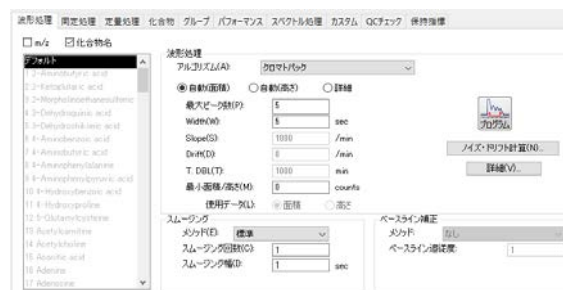 波形処理 同定処理 定量処理 化合物 グループ パフォーマンス スペクトル処理 カスタム QCチェック 保持指標
m/z 化合物名
デフォルト
1 2-Aminobutyric acid
2 2-Ketoglutaric acid
3 2-Morpholinoethanesulfonic
4 3-Dehydroquinic acid
5 3-Dehydroshikimic acid
6 4-Aminobenzoic acid
7 4-Aminobutyric acid
8 4-Aminophenylalanine
9 4-Aminophenylpyruvic acid
10 4-Hydroxybenzoic acid
11 4-Hydroxyproline
12 5-Glutamylcysteine
13 Acetylcarnitine
14 Acetylcholine
15 Aconitic acid
16 Adenine
17 Adenosine
波形処理
アルゴリズム(A): クロマトパック
自動(面積) 自動(高さ) 詳細
最大ピーク数(P): 5
Width(W): 5 sec
Slope(S): 1000 /min
Drift(D): 0 /min
T. DBL(T): 1000 min
最小面積/高さ(M): 0 counts
使用データ(L): 面積 高さ
プログラム
ノイズ・ドリフト計算(N)...
詳細(V)...
スムージング
メソッド(E): 標準
スムージング回数(C): 1
スムージング幅(I): 1 sec
ベースライン補正
メソッド: なし
ベースライン追従度: 1